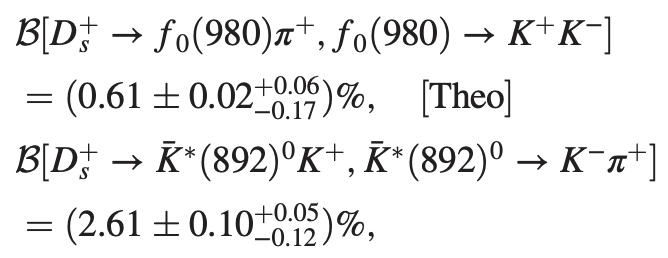 ℬ[D_s^+ → f_0(980)π^+, f_0(980) → K^+K^-]
= (0.61 ± 0.02^{+0.06}_{-0.17})%, [Theo]
ℬ[D_s^+ → K̄^*(892)^0K^+, K̄^*(892)^0 → K^-π^+]
= (2.61 ± 0.10^{+0.05}_{-0.12})%,